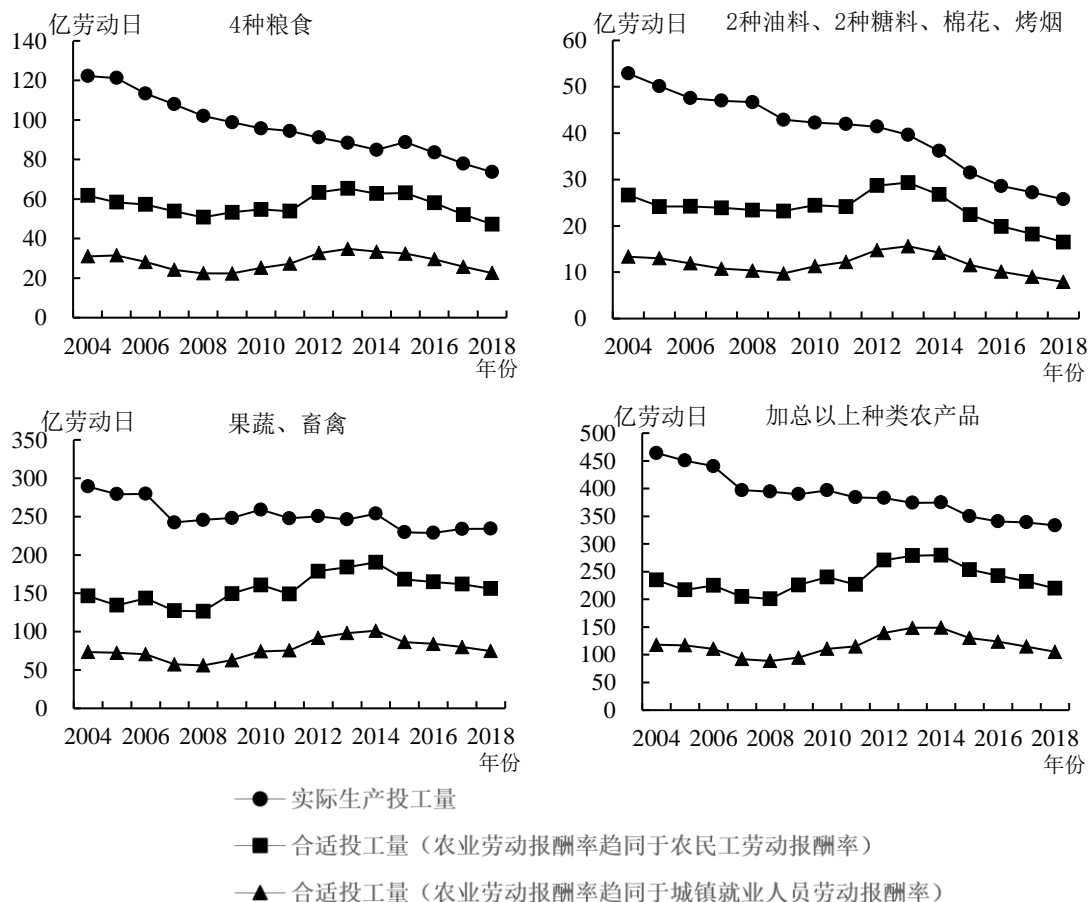 亿劳动日 4种粮食
140
120
100
80
60
40
20
0
2004 2006 2008 2010 2012 2014 2016 2018
年份
亿劳动日 2种油料、2种糖料、棉花、烤烟
60
50
40
30
20
10
0
2004 2006 2008 2010 2012 2014 2016 2018
年份
亿劳动日 果蔬、畜禽
350
300
250
200
150
100
50
0
2004 2006 2008 2010 2012 2014 2016 2018
年份
亿劳动日 加总以上种类农产品
500
450
400
350
300
250
200
150
100
50
0
2004 2006 2008 2010 2012 2014 2016 2018
年份
实际生产投工量
合适投工量（农业劳动报酬率趋同于农民工劳动报酬率）
合适投工量（农业劳动报酬率趋同于城镇就业人员劳动报酬率）